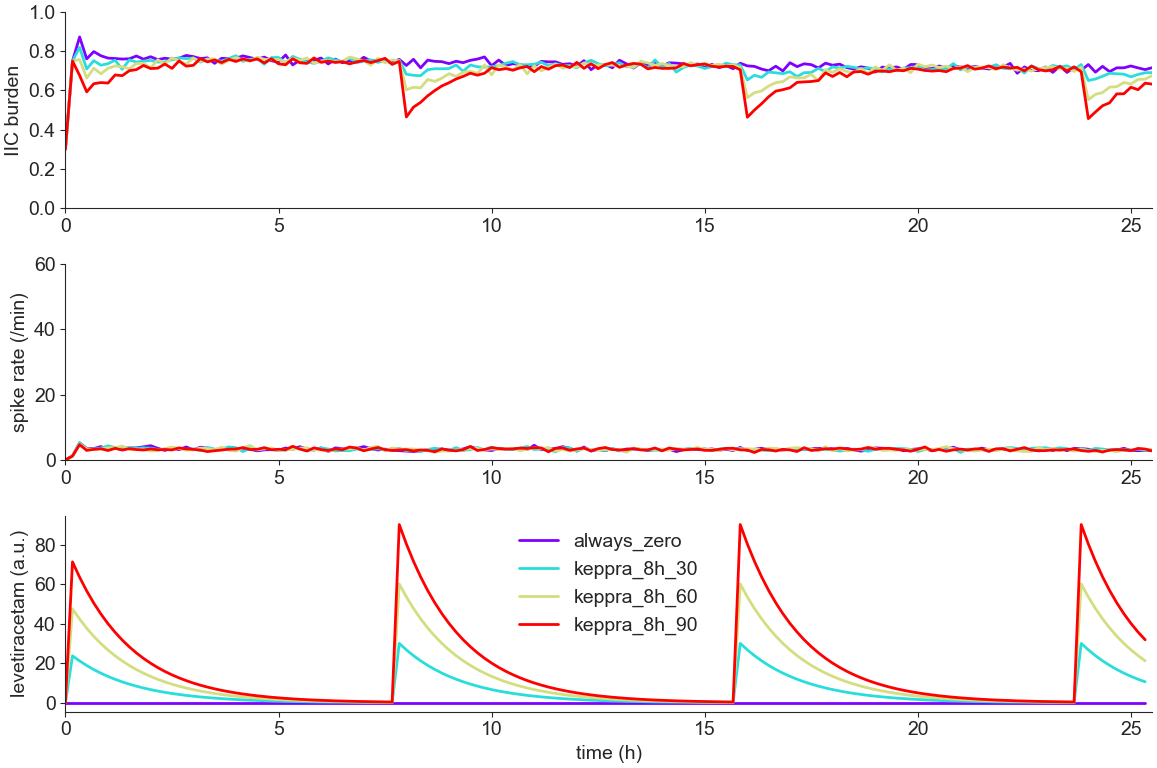 1.0
0.8
0.6
0.4
0.2
0.0
IIC burden
0 5 10 15 20 25
60
40
20
0
spike rate (/min)
0 5 10 15 20 25
80
60
40
20
0
levetiracetam (a.u.)
always_zero
keppra_8h_30
keppra_8h_60
keppra_8h_90
0 5 10 15 20 25
time (h)